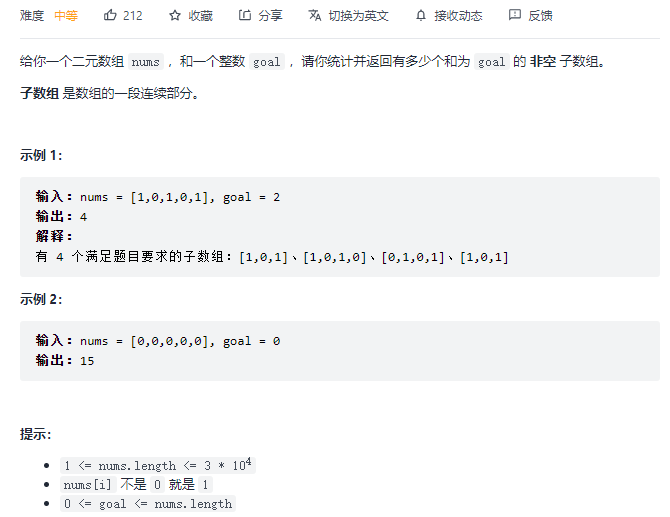 难度 中等 212 收藏 分享 切换为英文 接收动态 反馈
给你一个二元数组 nums ，和一个整数 goal ，请你统计并返回有多少个和为 goal 的 非空 子数组。
子数组 是数组的一段连续部分。
示例 1：
输入：nums = [1,0,1,0,1], goal = 2
输出：4
解释：
有 4 个满足题目要求的子数组：[1,0,1]、[1,0,1,0]、[0,1,0,1]、[1,0,1]
示例 2：
输入：nums = [0,0,0,0,0], goal = 0
输出：15
提示：
• 1 <= nums.length <= 3 * 10⁴
• nums[i] 不是 0 就是 1
• 0 <= goal <= nums.length